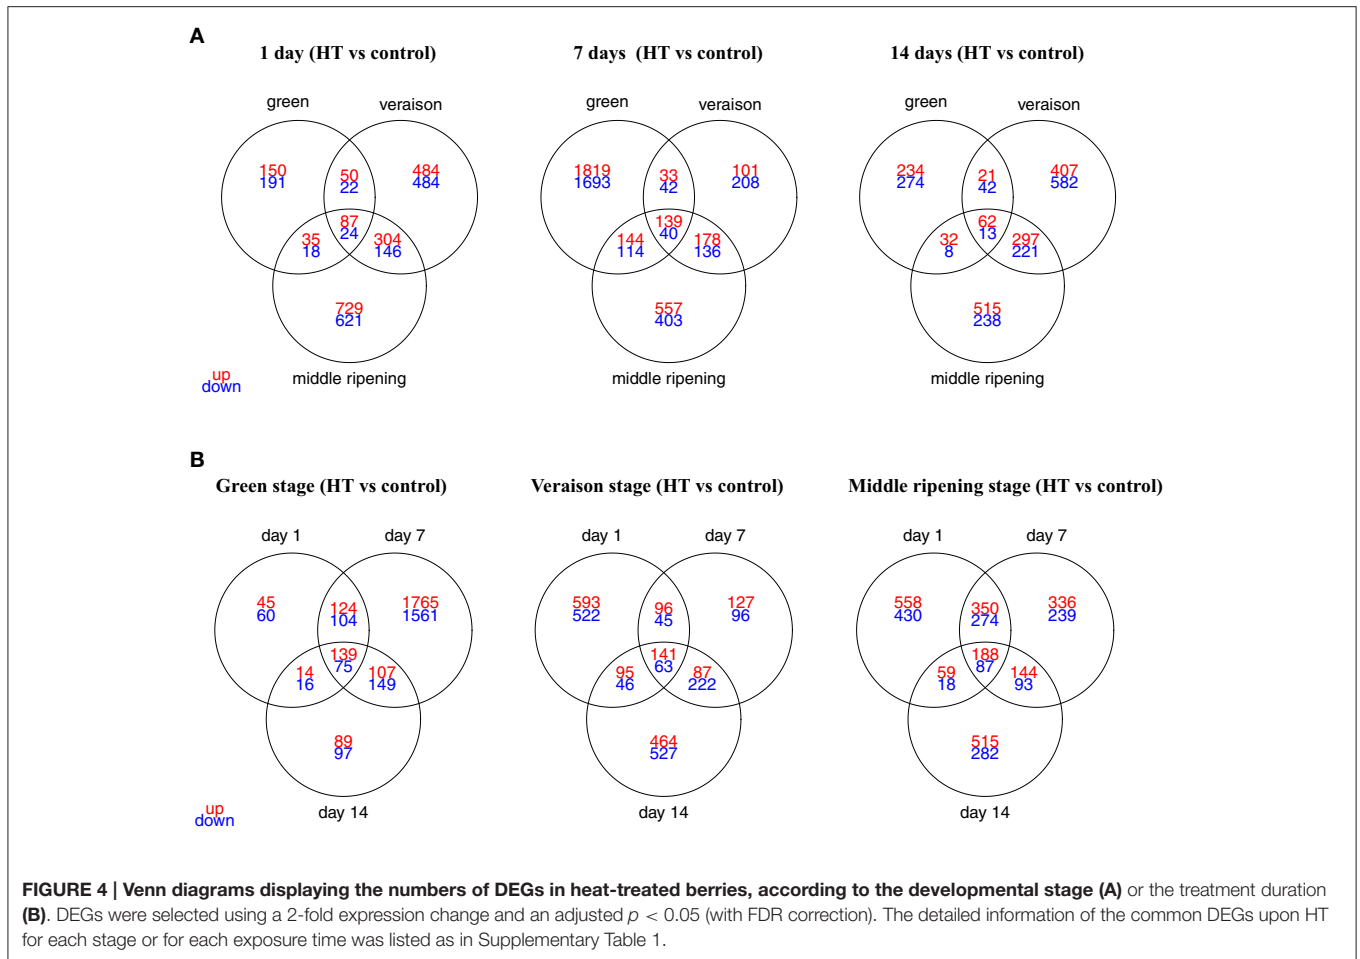 A
1 day (HT vs control)
7 days (HT vs control)
14 days (HT vs control)
green
veraison
150
191
50
22
484
484
87
24
35
18
304
146
729
621
middle ripening
green
veraison
1819
1693
33
42
101
208
139
40
144
114
178
136
557
403
middle ripening
green
veraison
234
274
21
42
407
582
62
13
32
8
297
221
515
238
middle ripening
up
down
B
Green stage (HT vs control)
Veraison stage (HT vs control)
Middle ripening stage (HT vs control)
day 1
day 7
45
60
124
104
1765
1561
139
75
14
16
107
149
89
97
day 14
day 1
day 7
593
522
96
45
127
96
141
63
95
46
87
222
464
527
day 14
day 1
day 7
558
430
350
274
336
239
188
87
59
18
144
93
515
282
day 14
up
down
FIGURE 4 | Venn diagrams displaying the numbers of DEGs in heat-treated berries, according to the developmental stage (A) or the treatment duration
(B). DEGs were selected using a 2-fold expression change and an adjusted p < 0.05 (with FDR correction). The detailed information of the common DEGs upon HT
for each stage or for each exposure time was listed as in Supplementary Table 1.